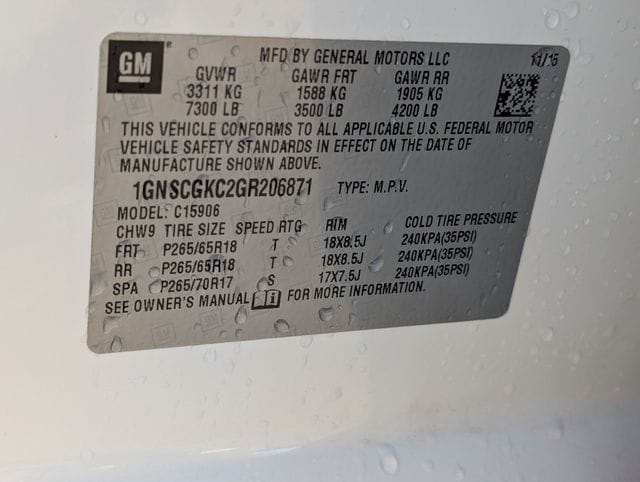 GM
MFD BY GENERAL MOTORS LLC 11/15
GVWR GAWR FRT GAWR RR
3311 KG 1588 KG 1905 KG
7300 LB 3500 LB 4200 LB
THIS VEHICLE CONFORMS TO ALL APPLICABLE U.S. FEDERAL MOTOR
VEHICLE SAFETY STANDARDS IN EFFECT ON THE DATE OF
MANUFACTURE SHOWN ABOVE.
1GNSCGKC2GR206871 TYPE: M.P.V.
MODEL: C15906
CHW9 TIRE SIZE SPEED RTG RIM COLD TIRE PRESSURE
FRT P265/65R18 T 18X8.5J 240KPA(35PSI)
RR P265/65R18 T 18X8.5J 240KPA(35PSI)
SPA P265/70R17 S 17X7.5J 240KPA(35PSI)
SEE OWNER'S MANUAL FOR MORE INFORMATION.